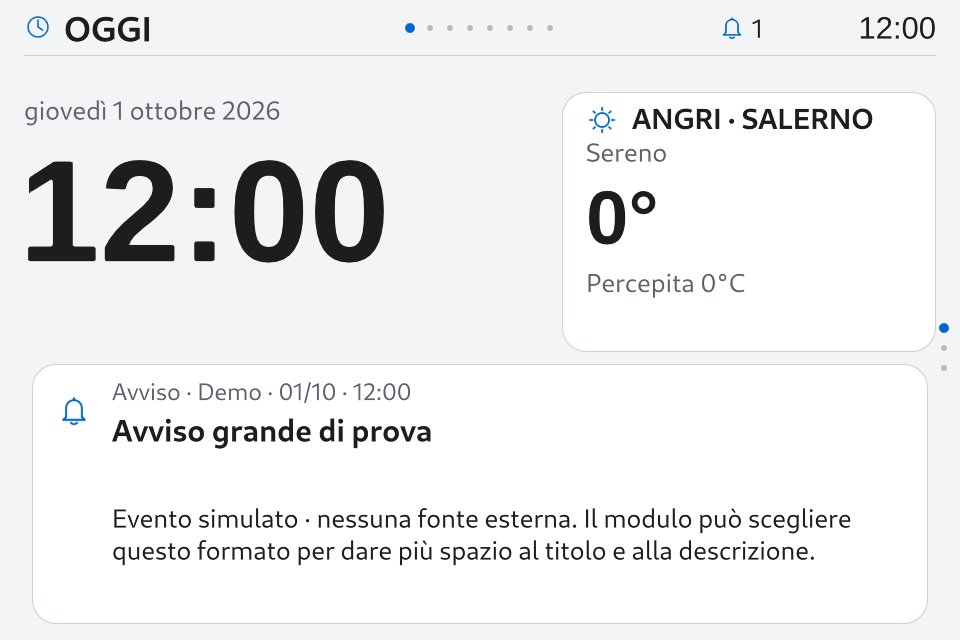 OGGI
1
12:00
giovedì 1 ottobre 2026
12:00
ANGRI · SALERNO
Sereno
0°
Percepita 0°C
Avviso · Demo · 01/10 · 12:00
Avviso grande di prova
Evento simulato · nessuna fonte esterna. Il modulo può scegliere
questo formato per dare più spazio al titolo e alla descrizione.